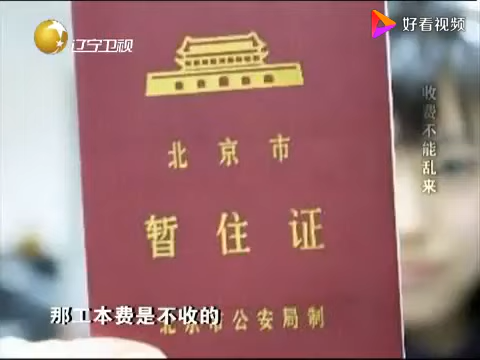 辽宁卫视
好看视频
收费不能乱来
北京市
暂住证
那工本费是不收的
北京市公安局制